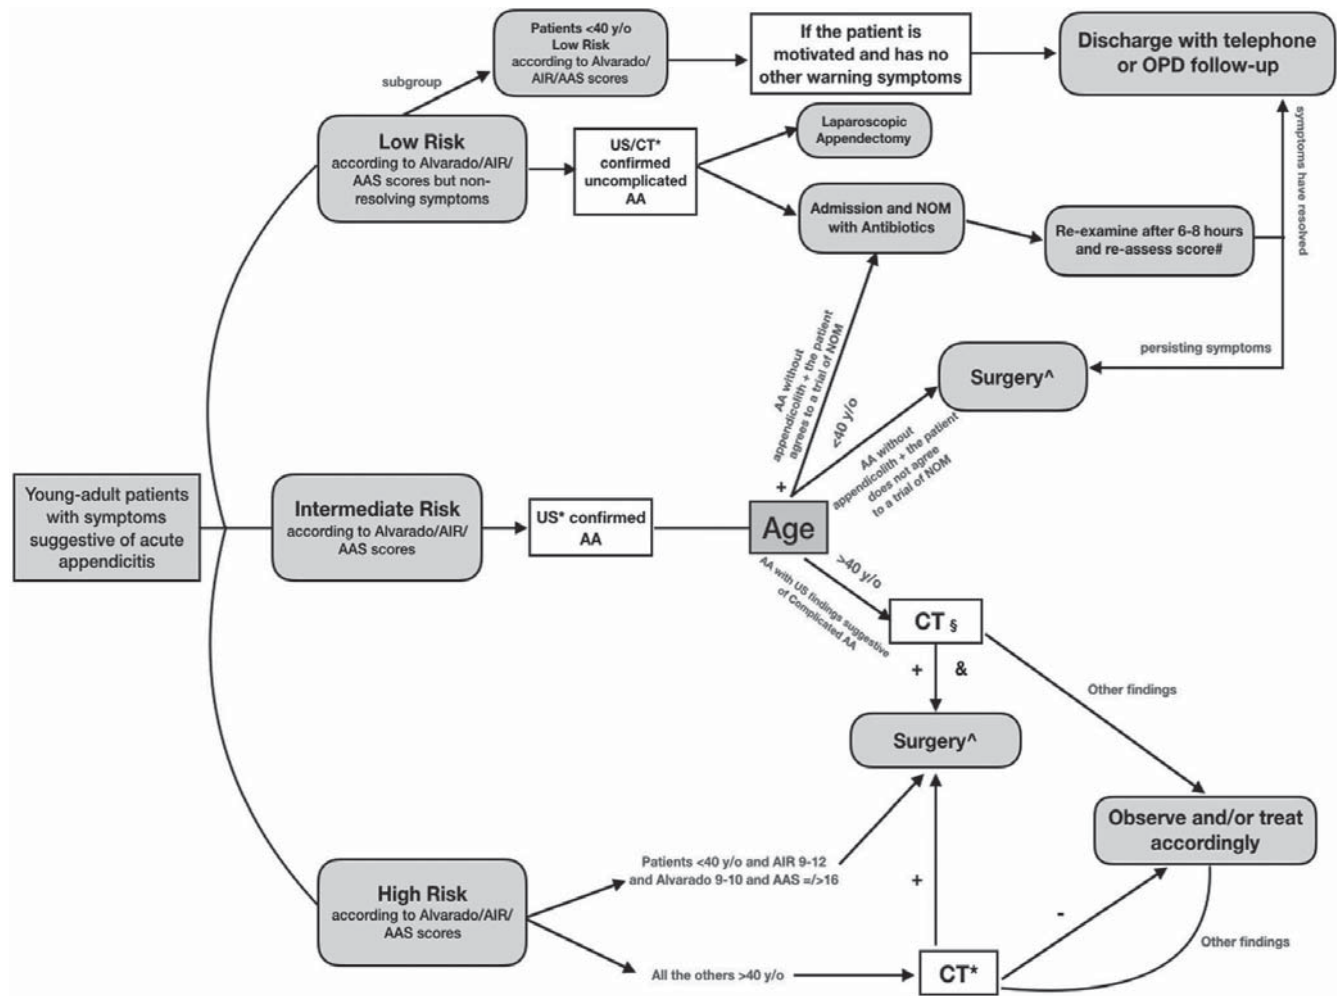 Patients <40 y/o
Low Risk
according to Alvarado/
AIR/AAS scores
If the patient is
motivated and has no
other warning symptoms
Discharge with telephone
or OPD follow-up
subgroup
Low Risk
according to Alvarado/AIR/
AAS scores but non-
resolving symptoms
US/CT*
confirmed
uncomplicated
AA
Laparoscopic
Appendectomy
Admission and NOM
with Antibiotics
Re-examine after 6-8 hours
and re-assess score#
symptoms have resolved
persisting symptoms
Surgery^
AA without
appendicolith + the patient
agrees to a trial of NOM
<40 y/o
AA without
appendicolith + the patient
does not agree
to a trial of NOM
Young-adult patients
with symptoms
suggestive of acute
appendicitis
Intermediate Risk
according to Alvarado/AIR/
AAS scores
US* confirmed
AA
+
Age
>40 y/o
AA with US findings suggestive
of Complicated AA
CT §
+ &
Other findings
Surgery^
Observe and/or treat
accordingly
High Risk
according to Alvarado/AIR/
AAS scores
Patients <40 y/o and AIR 9-12
and Alvarado 9-10 and AAS =/>16
+
-
Other findings
All the others >40 y/o
CT*